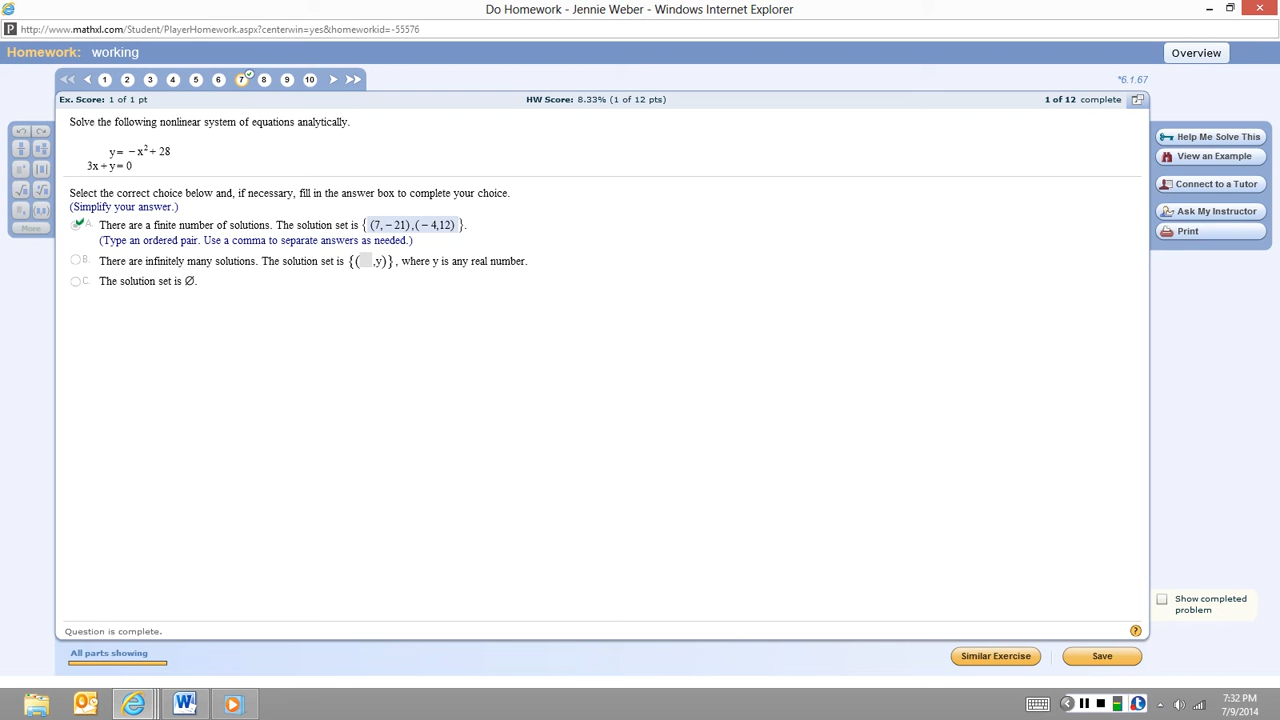 Do Homework - Jennie Weber - Windows Internet Explorer
http://www.mathxl.com/Student/PlayerHomework.aspx?centerwin=yes&homeworkid=-55576
Homework: working
Overview
1 2 3 4 5 6 7 8 9 10
*6.1.67
Ex. Score: 1 of 1 pt
HW Score: 8.33% (1 of 12 pts)
1 of 12 complete
Solve the following nonlinear system of equations analytically.
y = − x² + 28
3x + y = 0
Select the correct choice below and, if necessary, fill in the answer box to complete your choice.
(Simplify your answer.)
A. There are a finite number of solutions. The solution set is { (7, − 21) ,( − 4,12) }.
(Type an ordered pair. Use a comma to separate answers as needed.)
B. There are infinitely many solutions. The solution set is {( ,y)}, where y is any real number.
C. The solution set is Ø.
More
Help Me Solve This
View an Example
Connect to a Tutor
Ask My Instructor
Print
Show completed
problem
Question is complete.
?
All parts showing
Similar Exercise
Save
7:32 PM
7/9/2014